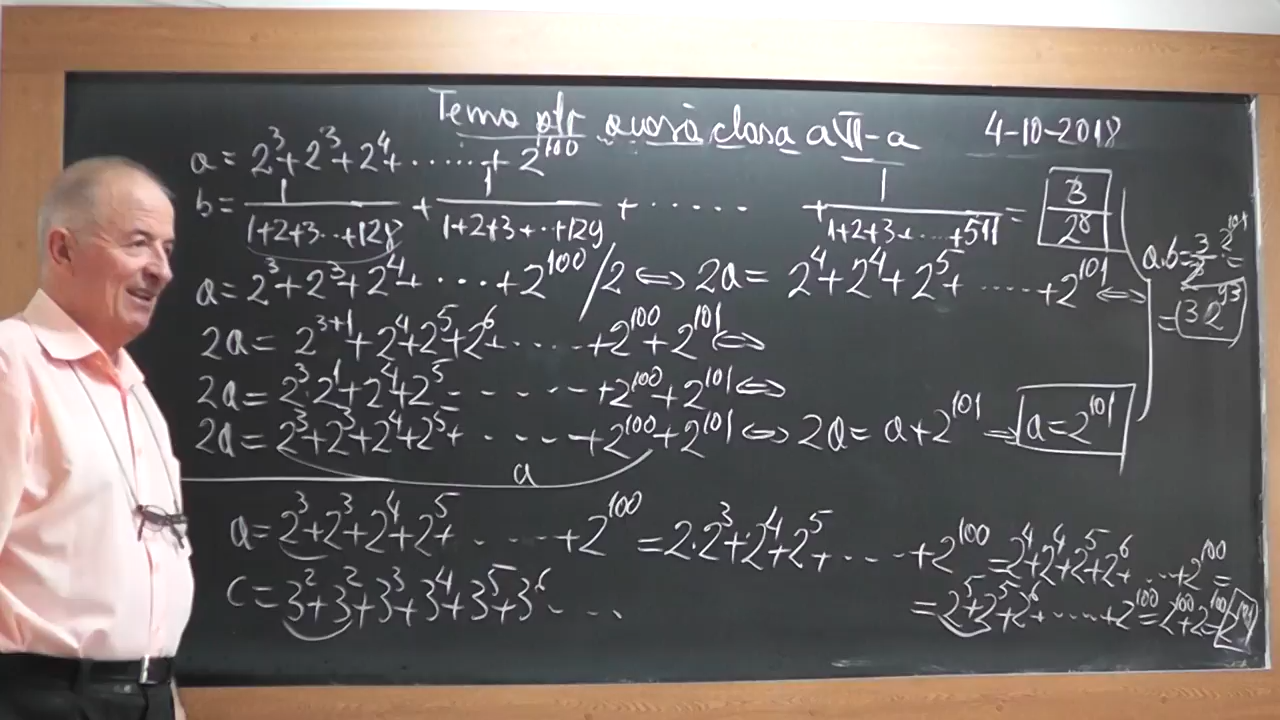 Tema ptr. acasă clasa a VII-a 4-10-2018
a = 2³+2³+2⁴+.......+2¹⁰⁰
b = 1/(1+2+3...+128) + 1/(1+2+3+...+129) + ...... + 1/(1+2+3+....+511) = 3/2⁸
a·b = 3/2⁸ · 2¹⁰¹ =
= 3·2⁹³
a = 2³+2³+2⁴+...+2¹⁰⁰ /2 ⇔ 2a = 2⁴+2⁴+2⁵+.....+2¹⁰¹ ⇔
2a = 2³⁺¹+2⁴+2⁵+2⁶+.....+2¹⁰⁰+2¹⁰¹ ⇔
2a = 2³·2¹+2⁴+2⁵- - - - - -+2¹⁰⁰+2¹⁰¹ ⇔
2a = 2³+2³+2⁴+2⁵+.....+2¹⁰⁰+2¹⁰¹ ⇔ 2a = a+2¹⁰¹ ⇒ a=2¹⁰¹
a
a = 2³+2³+2⁴+2⁵+.....+2¹⁰⁰ = 2·2³+2⁴+2⁵+....+2¹⁰⁰ = 2⁴+2⁴+2⁵+2⁶+...+2¹⁰⁰ =
= 2⁵+2⁵+2⁶+.....+2¹⁰⁰ = 2¹⁰⁰+2¹⁰⁰ = 2¹⁰¹
c = 3²+3²+3³+3⁴+3⁵+3⁶....